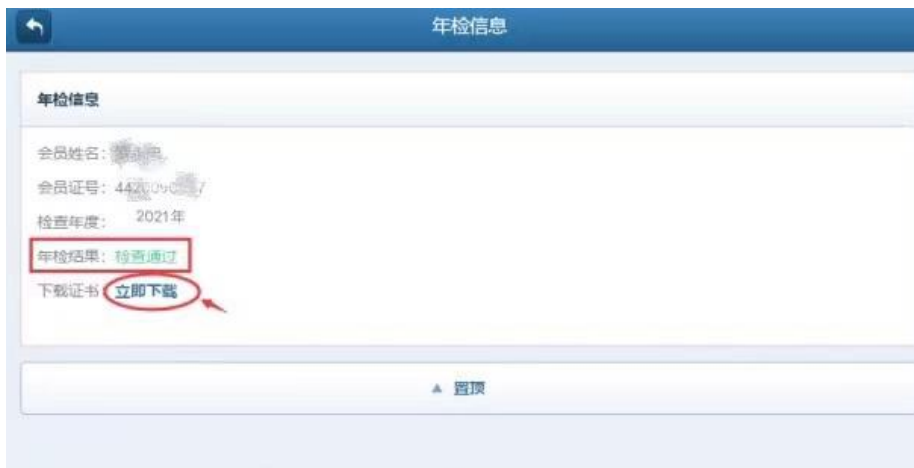 年检信息
年检信息
会员姓名:
会员证号:
检查年度: 2021年
年检结果: 检查通过
下载证书: 立即下载
▲ 置顶